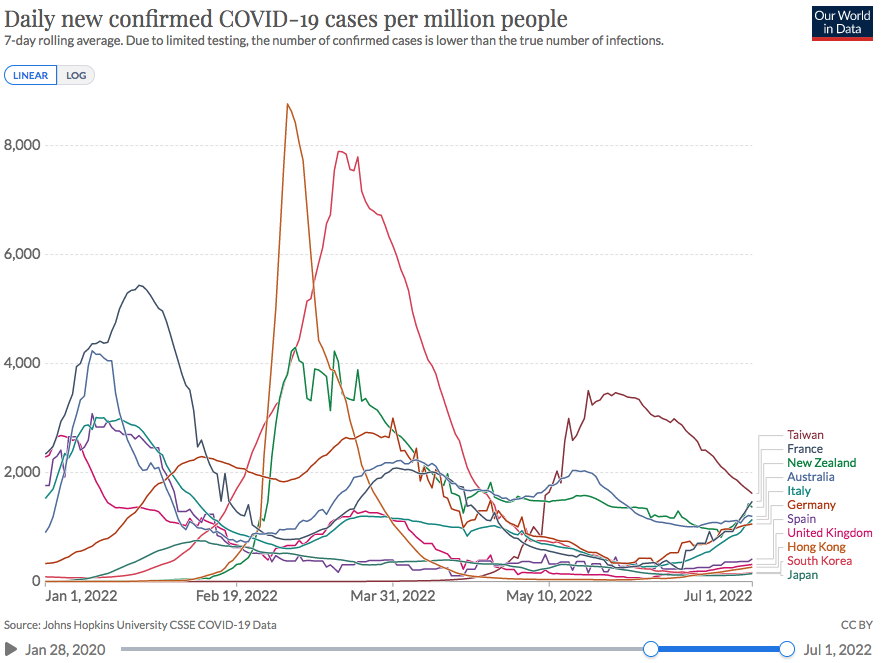 Daily new confirmed COVID-19 cases per million people
7-day rolling average. Due to limited testing, the number of confirmed cases is lower than the true number of infections.
Our World
in Data
LINEAR LOG
8,000
6,000
4,000
2,000
0
Jan 1, 2022 Feb 19, 2022 Mar 31, 2022 May 10, 2022 Jul 1, 2022
Taiwan
France
New Zealand
Australia
Italy
Germany
Spain
United Kingdom
Hong Kong
South Korea
Japan
Source: Johns Hopkins University CSSE COVID-19 Data CC BY
Jan 28, 2020 Jul 1, 2022